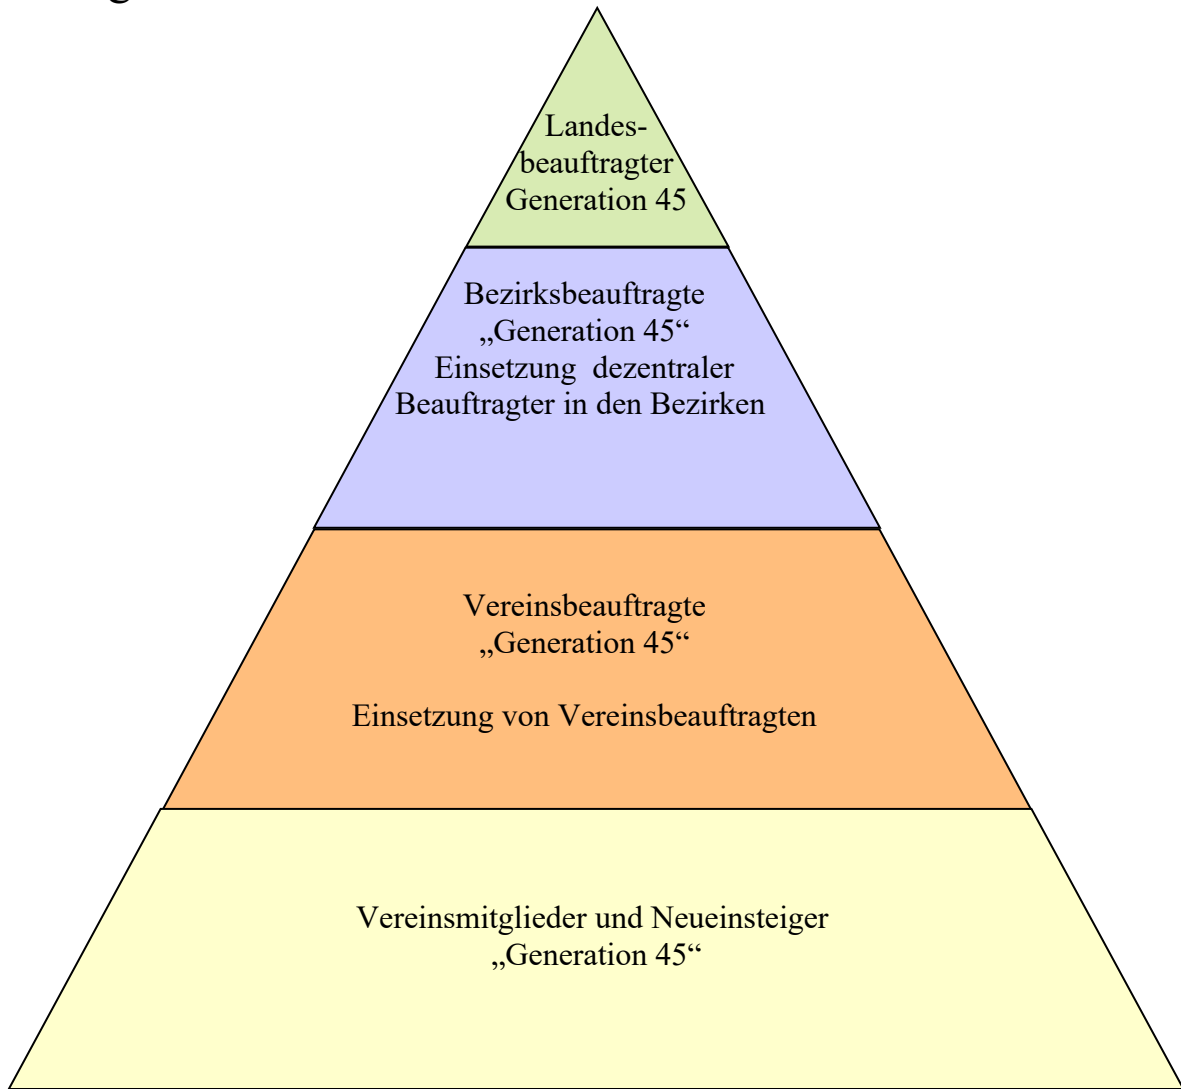 Landes-
beauftragter
Generation 45
Bezirksbeauftragte
„Generation 45“
Einsetzung  dezentraler
Beauftragter in den Bezirken
Vereinsbeauftragte
„Generation 45“
Einsetzung von Vereinsbeauftragten
Vereinsmitglieder und Neueinsteiger
„Generation 45“